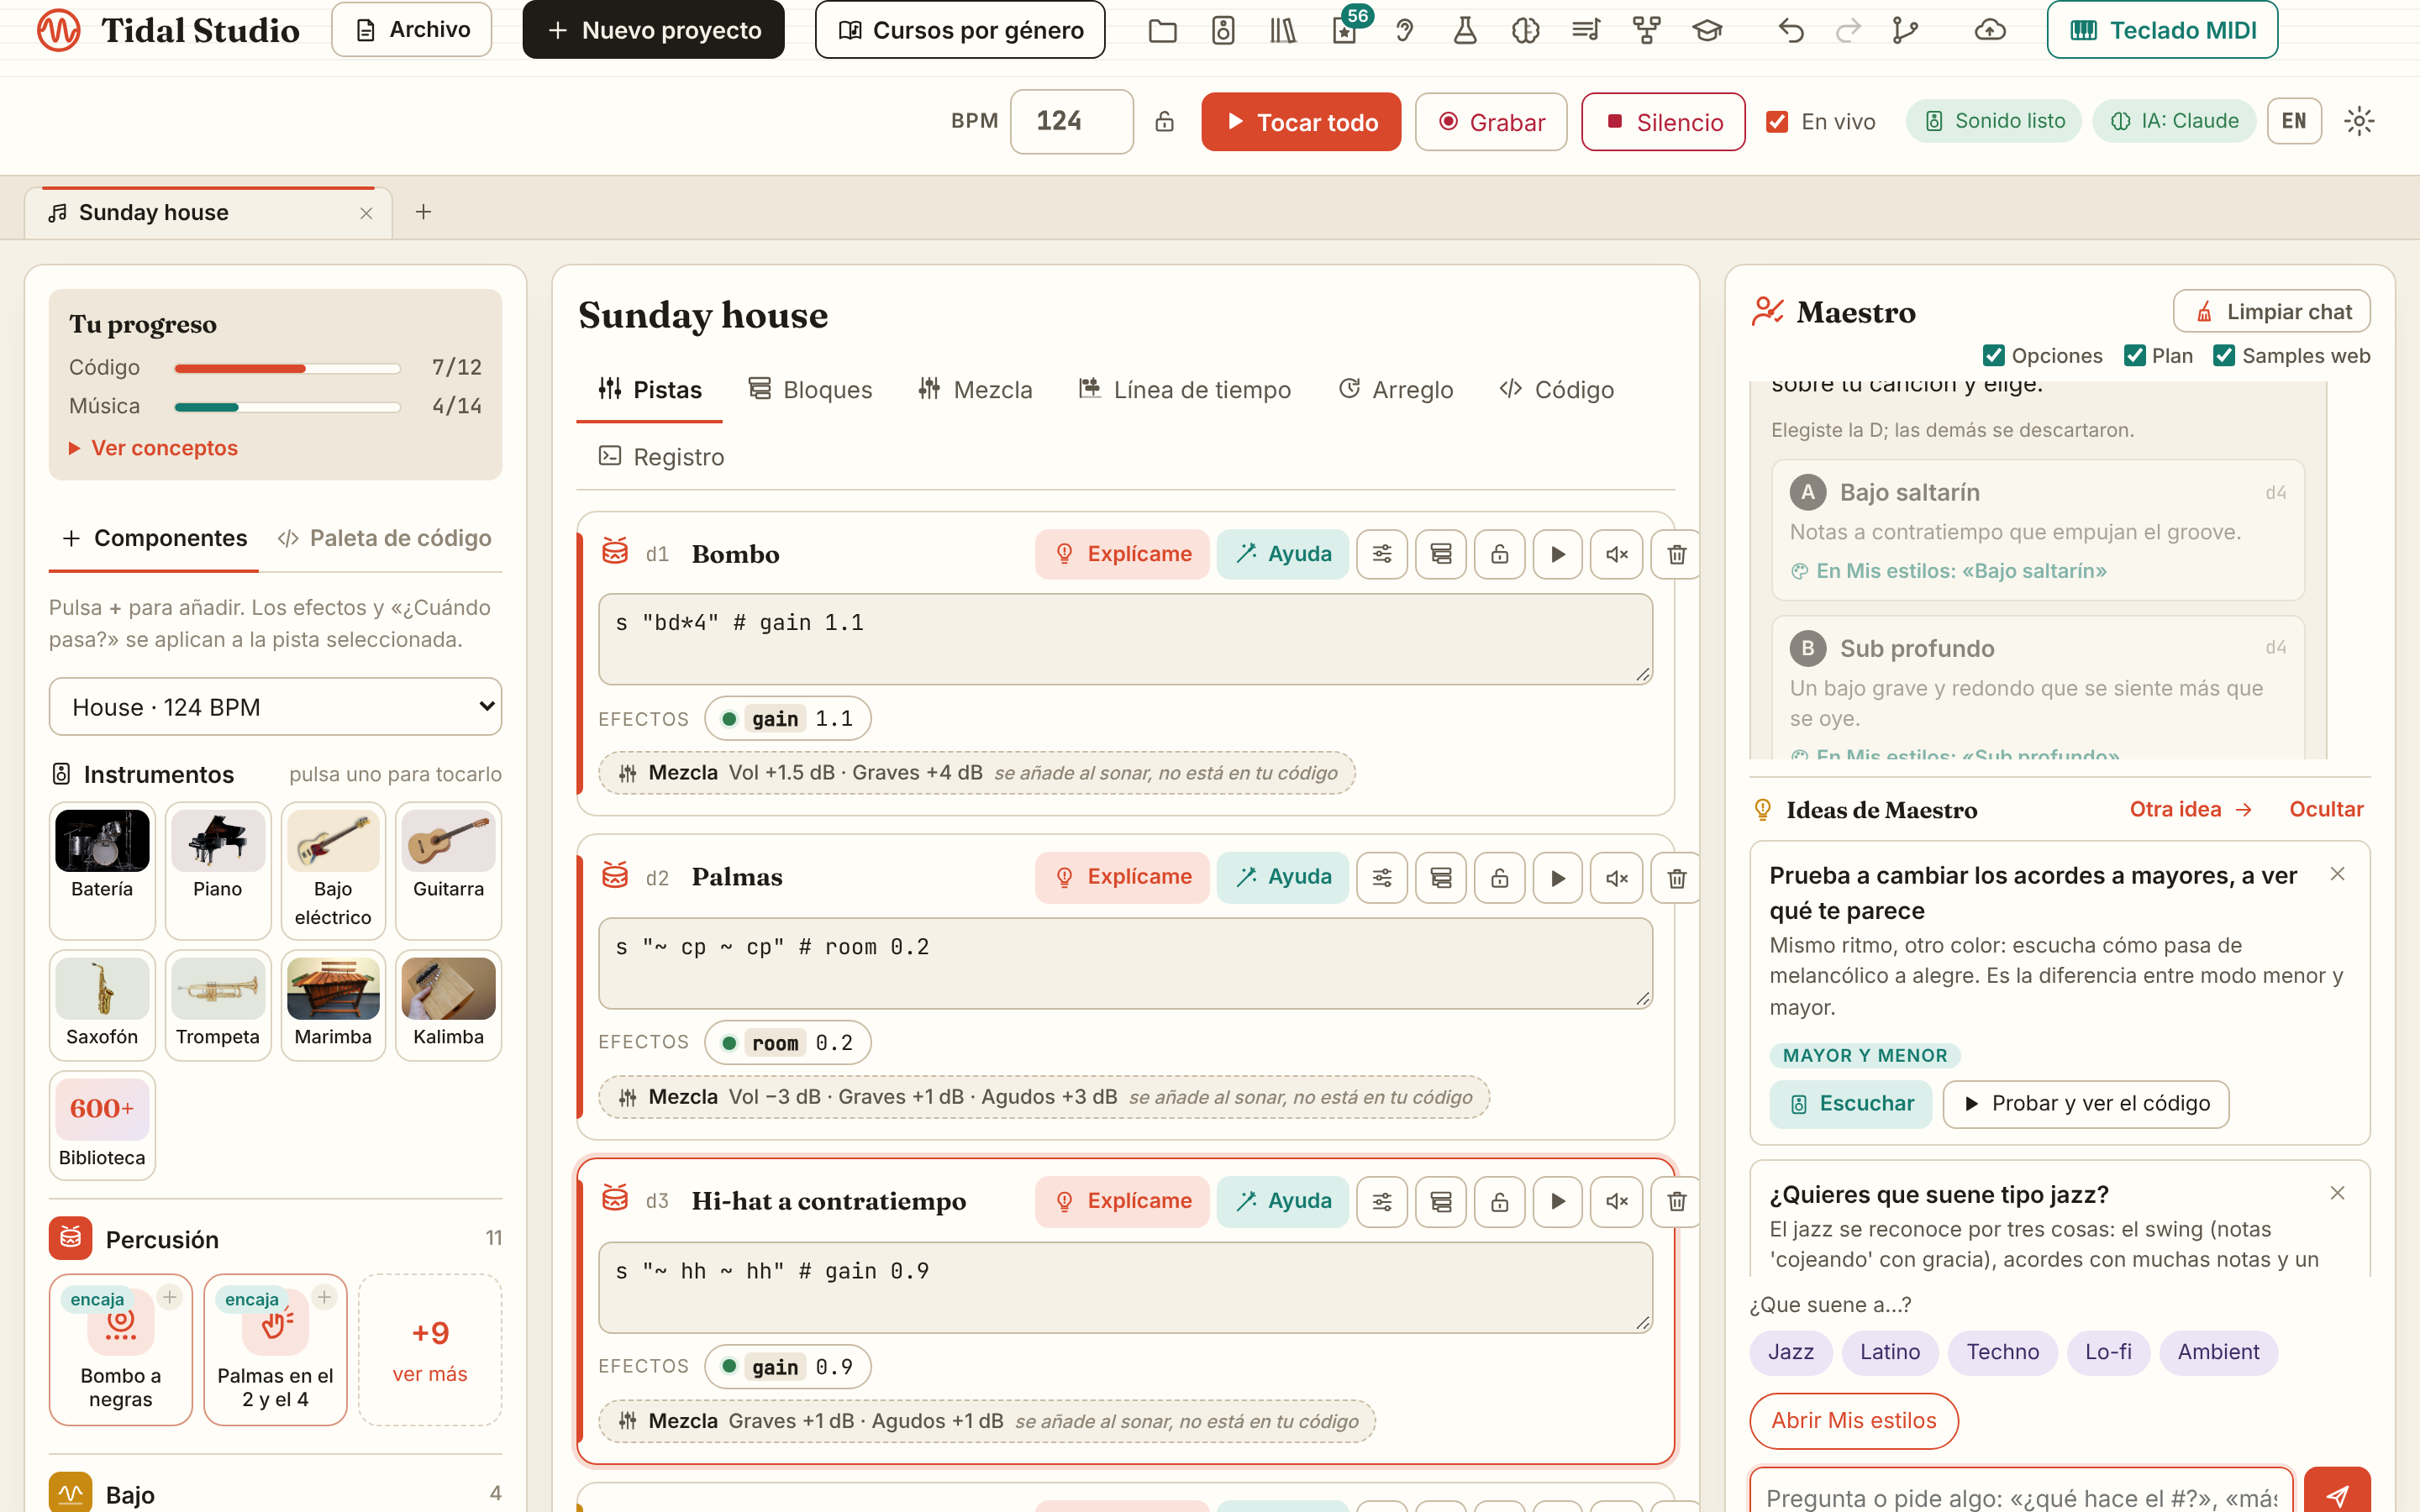 Tidal Studio
Archivo
+ Nuevo proyecto
Cursos por género
56
Teclado MIDI
BPM
124
Tocar todo
Grabar
Silencio
En vivo
Sonido listo
IA: Claude
EN
Sunday house
Tu progreso
Código 7/12
Música 4/14
Ver conceptos
+ Componentes
</> Paleta de código
Pulsa + para añadir. Los efectos y «¿Cuándo
pasa?» se aplican a la pista seleccionada.
House · 124 BPM
Instrumentos
pulsa uno para tocarlo
Batería
Piano
Bajo
eléctrico
Guitarra
Saxofón
Trompeta
Marimba
Kalimba
600+
Biblioteca
Percusión
11
encaja
Bombo a
negras
encaja
Palmas en el
2 y el 4
+9
ver más
Bajo
4
Sunday house
Pistas
Bloques
Mezcla
Línea de tiempo
Arreglo
</> Código
Registro
d1 Bombo
Explícame
Ayuda
s "bd*4" # gain 1.1
EFECTOS
gain 1.1
Mezcla Vol +1.5 dB · Graves +4 dB se añade al sonar, no está en tu código
d2 Palmas
Explícame
Ayuda
s "~ cp ~ cp" # room 0.2
EFECTOS
room 0.2
Mezcla Vol −3 dB · Graves +1 dB · Agudos +3 dB se añade al sonar, no está en tu código
d3 Hi-hat a contratiempo
Explícame
Ayuda
s "~ hh ~ hh" # gain 0.9
EFECTOS
gain 0.9
Mezcla Graves +1 dB · Agudos +1 dB se añade al sonar, no está en tu código
Maestro
Limpiar chat
Opciones
Plan
Samples web
sobre tu canción y elige.
Elegiste la D; las demás se descartaron.
A Bajo saltarín d4
Notas a contratiempo que empujan el groove.
En Mis estilos: «Bajo saltarín»
B Sub profundo d4
Un bajo grave y redondo que se siente más que
se oye.
En Mis estilos: «Sub profundo»
Ideas de Maestro
Otra idea →
Ocultar
Prueba a cambiar los acordes a mayores, a ver
qué te parece
Mismo ritmo, otro color: escucha cómo pasa de
melancólico a alegre. Es la diferencia entre modo menor y
mayor.
MAYOR Y MENOR
Escuchar
Probar y ver el código
¿Quieres que suene tipo jazz?
El jazz se reconoce por tres cosas: el swing (notas
'cojeando' con gracia), acordes con muchas notas y un
¿Que suene a...?
Jazz
Latino
Techno
Lo-fi
Ambient
Abrir Mis estilos
Pregunta o pide algo: «¿qué hace el #?», «más